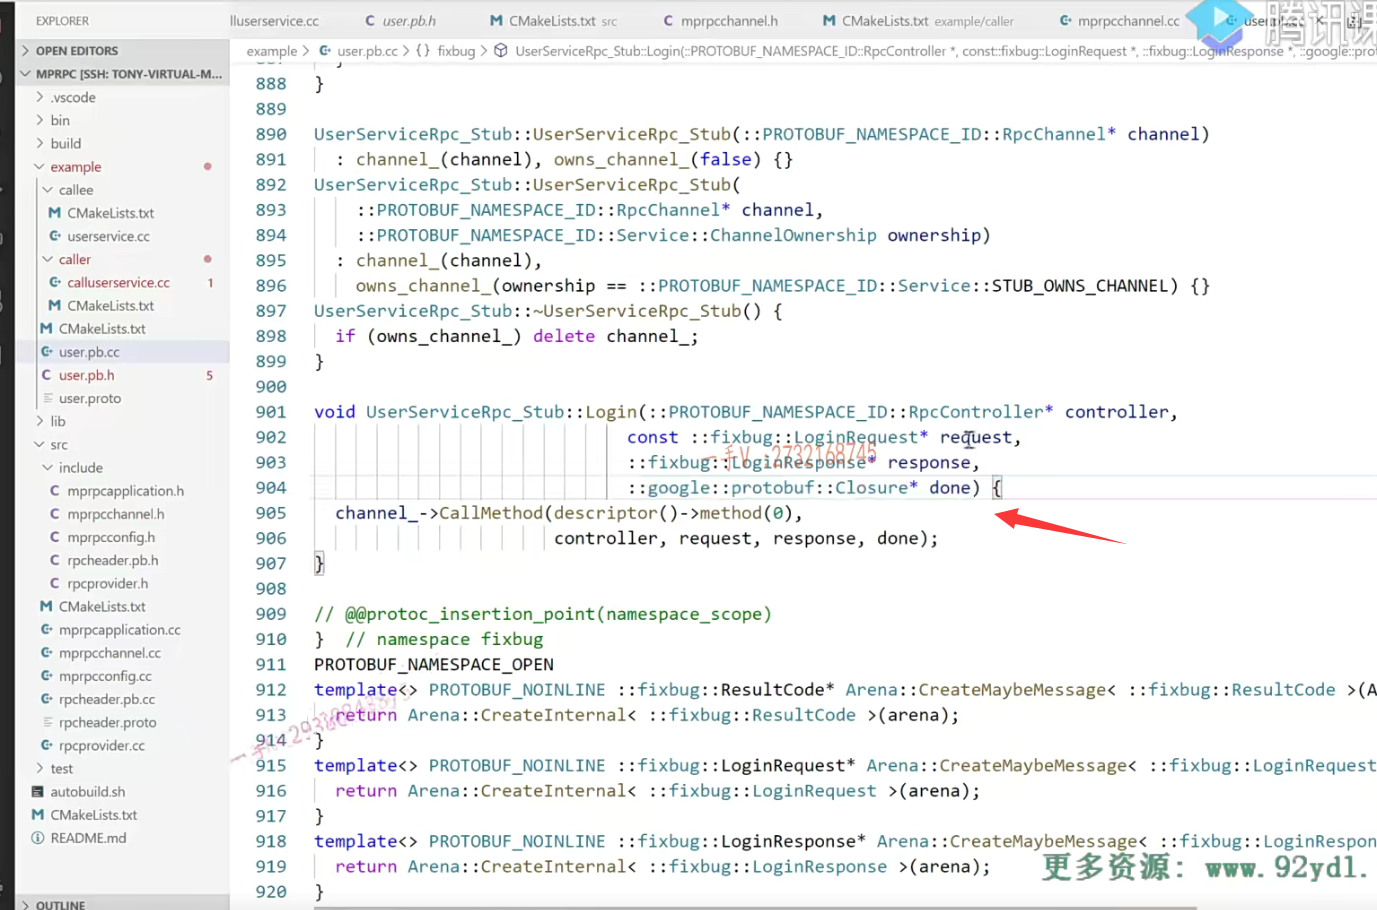 EXPLORER
OPEN EDITORS
MPRPC [SSH: TONY-VIRTUAL-M...
.vscode
bin
build
example
callee
CMakeLists.txt
userservice.cc
caller
calluserservice.cc 1
CMakeLists.txt
CMakeLists.txt
user.pb.cc
user.pb.h 5
user.proto
lib
src
include
mprpcapplication.h
mprpcchannel.h
mprpcconfig.h
rpcheader.pb.h
rpcprovider.h
CMakeLists.txt
mprpcapplication.cc
mprpcchannel.cc
mprpcconfig.cc
rpcheader.pb.cc
rpcheader.proto
rpcprovider.cc
test
autobuild.sh
CMakeLists.txt
README.md
OUTLINE
lluserservice.cc user.pb.h CMakeLists.txt src mprpcchannel.h CMakeLists.txt example/caller mprpcchannel.cc
腾讯课
example > user.pb.cc > {} fixbug > UserServiceRpc_Stub::Login(::PROTOBUF_NAMESPACE_ID::RpcController *, const::fixbug::LoginRequest *, ::fixbug::LoginResponse *, ::google::prot
888 }
889
890 UserServiceRpc_Stub::UserServiceRpc_Stub(::PROTOBUF_NAMESPACE_ID::RpcChannel* channel)
891 : channel_(channel), owns_channel_(false) {}
892 UserServiceRpc_Stub::UserServiceRpc_Stub(
893 ::PROTOBUF_NAMESPACE_ID::RpcChannel* channel,
894 ::PROTOBUF_NAMESPACE_ID::Service::ChannelOwnership ownership)
895 : channel_(channel),
896 owns_channel_(ownership == ::PROTOBUF_NAMESPACE_ID::Service::STUB_OWNS_CHANNEL) {}
897 UserServiceRpc_Stub::~UserServiceRpc_Stub() {
898 if (owns_channel_) delete channel_;
899 }
900
901 void UserServiceRpc_Stub::Login(::PROTOBUF_NAMESPACE_ID::RpcController* controller,
902 const ::fixbug::LoginRequest* request,
一手V :2732168745
903 ::fixbug::LoginResponse* response,
904 ::google::protobuf::Closure* done) {
905 channel_->CallMethod(descriptor()->method(0),
906 controller, request, response, done);
907 }
908
909 // @@protoc_insertion_point(namespace_scope)
910 } // namespace fixbug
911 PROTOBUF_NAMESPACE_OPEN
912 template<> PROTOBUF_NOINLINE ::fixbug::ResultCode* Arena::CreateMaybeMessage< ::fixbug::ResultCode >(A
913 return Arena::CreateInternal< ::fixbug::ResultCode >(arena);
914 }
915 template<> PROTOBUF_NOINLINE ::fixbug::LoginRequest* Arena::CreateMaybeMessage< ::fixbug::LoginRequest
916 return Arena::CreateInternal< ::fixbug::LoginRequest >(arena);
917 }
918 template<> PROTOBUF_NOINLINE ::fixbug::LoginResponse* Arena::CreateMaybeMessage< ::fixbug::LoginRespon
919 return Arena::CreateInternal< ::fixbug::LoginResponse >(arena);
920 }
更多资源: www.92ydl.